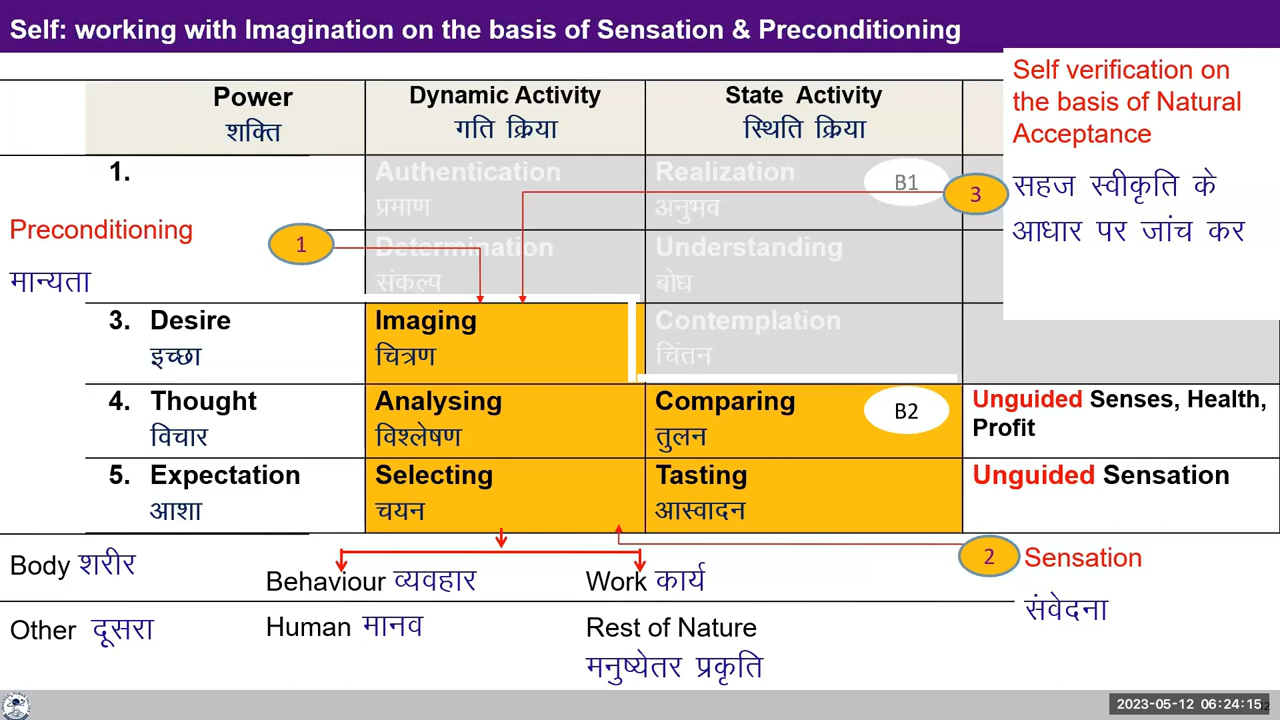 Self: working with Imagination on the basis of Sensation & Preconditioning
Self verification on
the basis of Natural
Acceptance
सहज स्वीकृति के
आधार पर जांच कर
Power
शक्ति
Dynamic Activity
गति क्रिया
State Activity
स्थिति क्रिया
1.
Authentication
प्रमाण
Realization
अनुभव
B1
3
Preconditioning
मान्यता
1
Determination
संकल्प
Understanding
बोध
3. Desire
इच्छा
Imaging
चित्रण
Contemplation
चिंतन
4. Thought
विचार
Analysing
विश्लेषण
Comparing
तुलन
B2
Unguided Senses, Health,
Profit
5. Expectation
आशा
Selecting
चयन
Tasting
आस्वादन
Unguided Sensation
Body शरीर
Behaviour व्यवहार
Work कार्य
2
Sensation
संवेदना
Other दूसरा
Human मानव
Rest of Nature
मनुष्येतर प्रकृति
2023-05-12 06:24:15